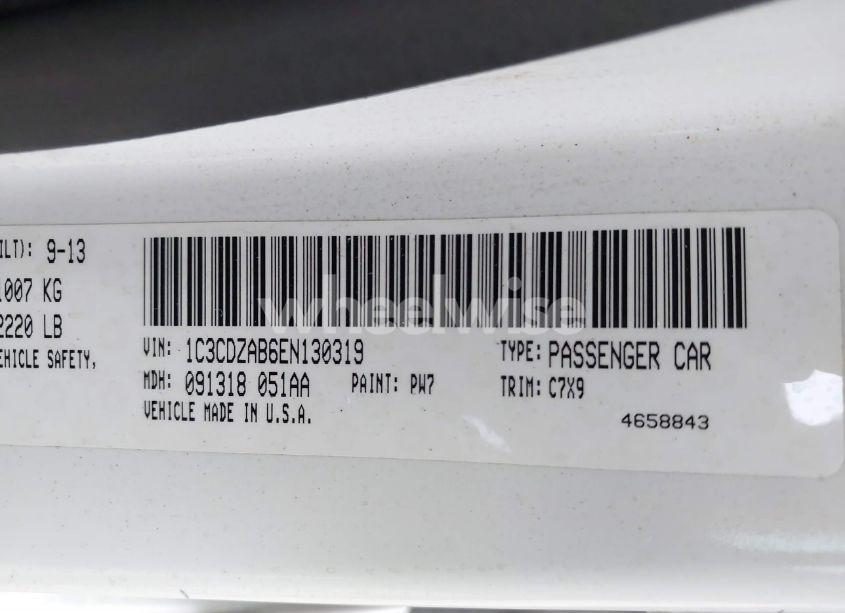 ILT): 9-13
1007 KG
2220 LB
EHICLE SAFETY,
VIN: 1C3CDZAB6EN130319
TYPE: PASSENGER CAR
MDH: 091318 051AA
PAINT: PW7
TRIM: C7X9
VEHICLE MADE IN U.S.A.
4658843
wheelwise